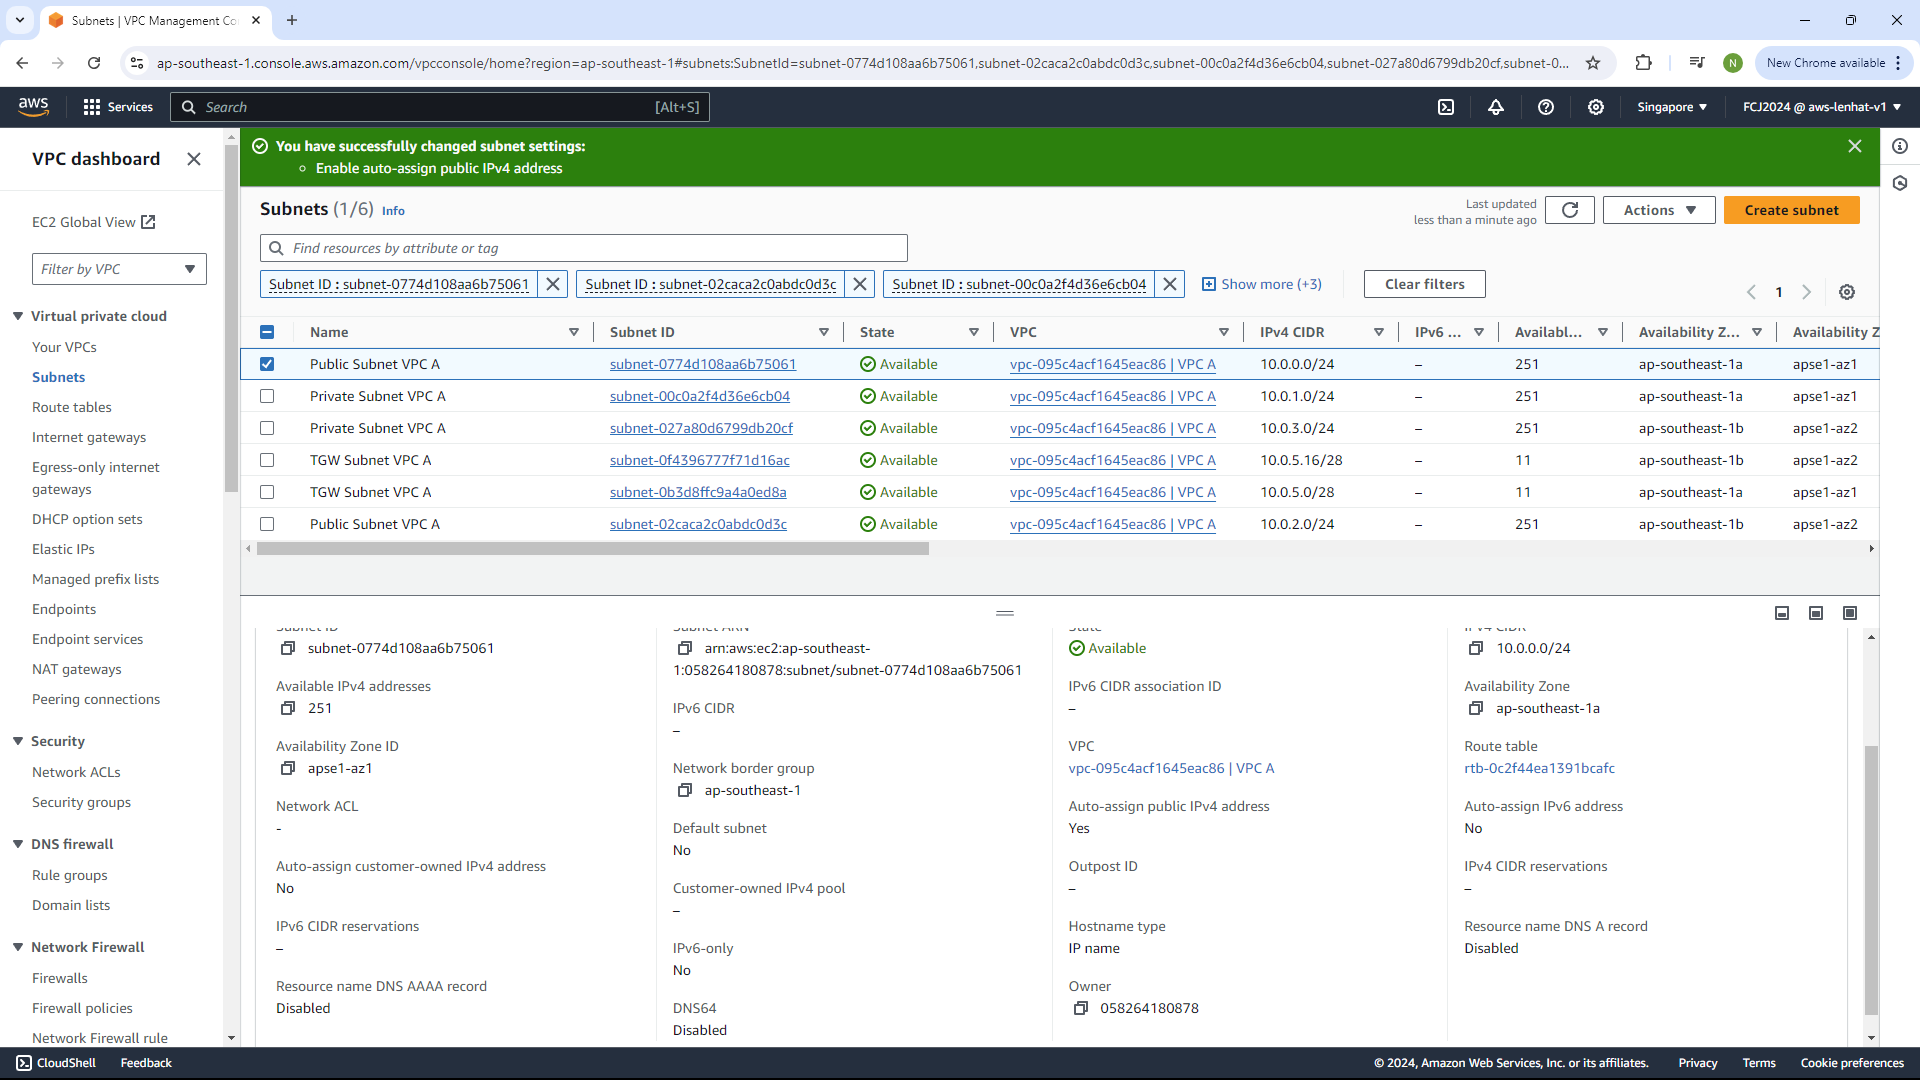 Subnets | VPC Management Co
ap-southeast-1.console.aws.amazon.com/vpcconsole/home?region=ap-southeast-1#subnets:SubnetId=subnet-0774d108aa6b75061,subnet-02caca2c0abdc0d3c,subnet-00c0a2f4d36e6cb04,subnet-027a80d6799db20cf,subnet-0...
N
New Chrome available
aws
Services
Search
[Alt+S]
Singapore
FCJ2024 @ aws-lenhat-v1
VPC dashboard
EC2 Global View
Filter by VPC
Virtual private cloud
Your VPCs
Subnets
Route tables
Internet gateways
Egress-only internet
gateways
DHCP option sets
Elastic IPs
Managed prefix lists
Endpoints
Endpoint services
NAT gateways
Peering connections
Security
Network ACLs
Security groups
DNS firewall
Rule groups
Domain lists
Network Firewall
Firewalls
Firewall policies
Network Firewall rule
You have successfully changed subnet settings:
Enable auto-assign public IPv4 address
Subnets (1/6) Info
Last updated
less than a minute ago
Actions
Create subnet
Find resources by attribute or tag
Subnet ID : subnet-0774d108aa6b75061
Subnet ID : subnet-02caca2c0abdc0d3c
Subnet ID : subnet-00c0a2f4d36e6cb04
Show more (+3)
Clear filters
1
Name Subnet ID State VPC IPv4 CIDR IPv6 ... Availabl... Availability Z... Availability Z
Public Subnet VPC A subnet-0774d108aa6b75061 Available vpc-095c4acf1645eac86 | VPC A 10.0.0.0/24 – 251 ap-southeast-1a apse1-az1
Private Subnet VPC A subnet-00c0a2f4d36e6cb04 Available vpc-095c4acf1645eac86 | VPC A 10.0.1.0/24 – 251 ap-southeast-1a apse1-az1
Private Subnet VPC A subnet-027a80d6799db20cf Available vpc-095c4acf1645eac86 | VPC A 10.0.3.0/24 – 251 ap-southeast-1b apse1-az2
TGW Subnet VPC A subnet-0f4396777f71d16ac Available vpc-095c4acf1645eac86 | VPC A 10.0.5.16/28 – 11 ap-southeast-1b apse1-az2
TGW Subnet VPC A subnet-0b3d8ffc9a4a0ed8a Available vpc-095c4acf1645eac86 | VPC A 10.0.5.0/28 – 11 ap-southeast-1a apse1-az1
Public Subnet VPC A subnet-02caca2c0abdc0d3c Available vpc-095c4acf1645eac86 | VPC A 10.0.2.0/24 – 251 ap-southeast-1b apse1-az2
Subnet ID
subnet-0774d108aa6b75061
Available IPv4 addresses
251
Availability Zone ID
apse1-az1
Network ACL
-
Auto-assign customer-owned IPv4 address
No
IPv6 CIDR reservations
–
Resource name DNS AAAA record
Disabled
Subnet ARN
arn:aws:ec2:ap-southeast-
1:058264180878:subnet/subnet-0774d108aa6b75061
IPv6 CIDR
–
Network border group
ap-southeast-1
Default subnet
No
Customer-owned IPv4 pool
–
IPv6-only
No
DNS64
Disabled
State
Available
IPv6 CIDR association ID
–
VPC
vpc-095c4acf1645eac86 | VPC A
Auto-assign public IPv4 address
Yes
Outpost ID
–
Hostname type
IP name
Owner
058264180878
IPv4 CIDR
10.0.0.0/24
Availability Zone
ap-southeast-1a
Route table
rtb-0c2f44ea1391bcafc
Auto-assign IPv6 address
No
IPv4 CIDR reservations
–
Resource name DNS A record
Disabled
CloudShell
Feedback
© 2024, Amazon Web Services, Inc. or its affiliates.
Privacy
Terms
Cookie preferences